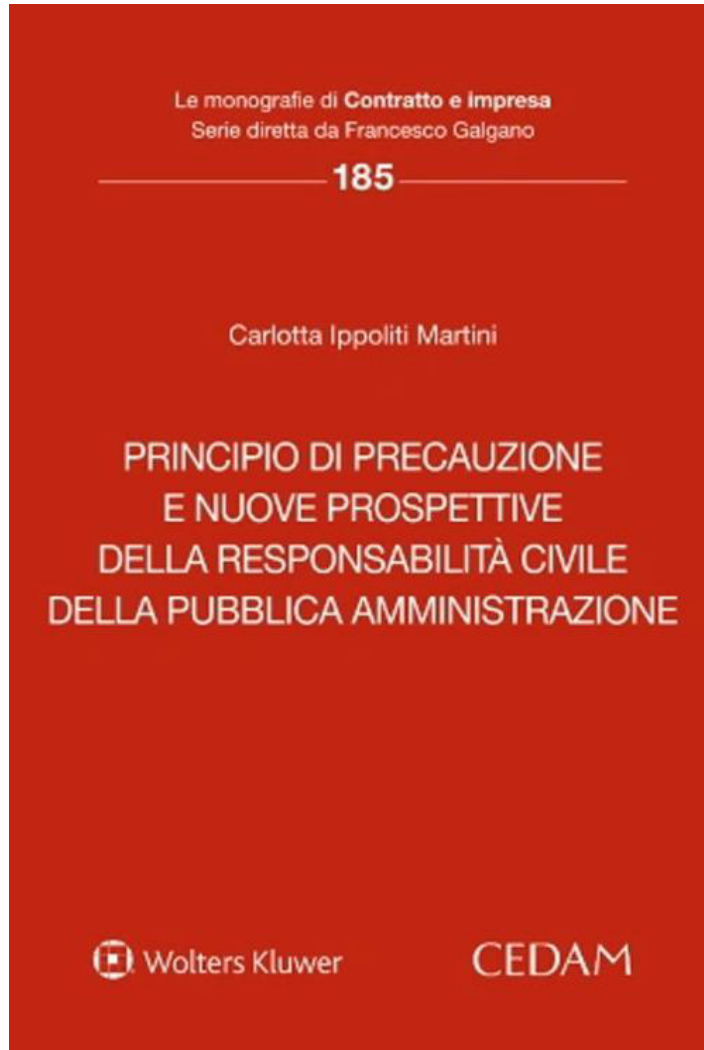 Le monografie di Contratto e impresa
Serie diretta da Francesco Galgano
185
Carlotta Ippoliti Martini
PRINCIPIO DI PRECAUZIONE
E NUOVE PROSPETTIVE
DELLA RESPONSABILITÀ CIVILE
DELLA PUBBLICA AMMINISTRAZIONE
Wolters Kluwer
CEDAM